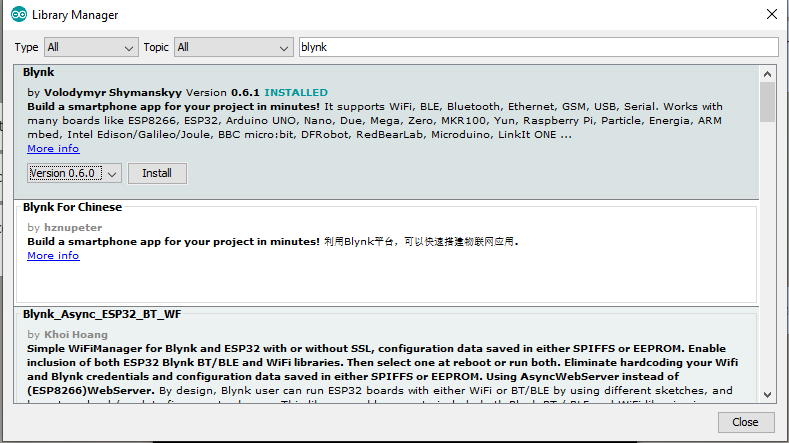 Library Manager
Type All Topic All blynk
Blynk
by Volodymyr Shymanskyy Version 0.6.1 INSTALLED
Build a smartphone app for your project in minutes! It supports WiFi, BLE, Bluetooth, Ethernet, GSM, USB, Serial. Works with
many boards like ESP8266, ESP32, Arduino UNO, Nano, Due, Mega, Zero, MKR100, Yun, Raspberry Pi, Particle, Energia, ARM
mbed, Intel Edison/Galileo/Joule, BBC micro:bit, DFRobot, RedBearLab, Microduino, LinkIt ONE ...
More info
Version 0.6.0 Install
Blynk For Chinese
by hznupeter
Build a smartphone app for your project in minutes! 利用Blynk平台，可以快速搭建物联网应用。
More info
Blynk_Async_ESP32_BT_WF
by Khoi Hoang
Simple WiFiManager for Blynk and ESP32 with or without SSL, configuration data saved in either SPIFFS or EEPROM. Enable
inclusion of both ESP32 Blynk BT/BLE and WiFi libraries. Then select one at reboot or run both. Eliminate hardcoding your Wifi
and Blynk credentials and configuration data saved in either SPIFFS or EEPROM. Using AsyncWebServer instead of
(ESP8266)WebServer. By design, Blynk user can run ESP32 boards with either WiFi or BT/BLE by using different sketches, and
Close